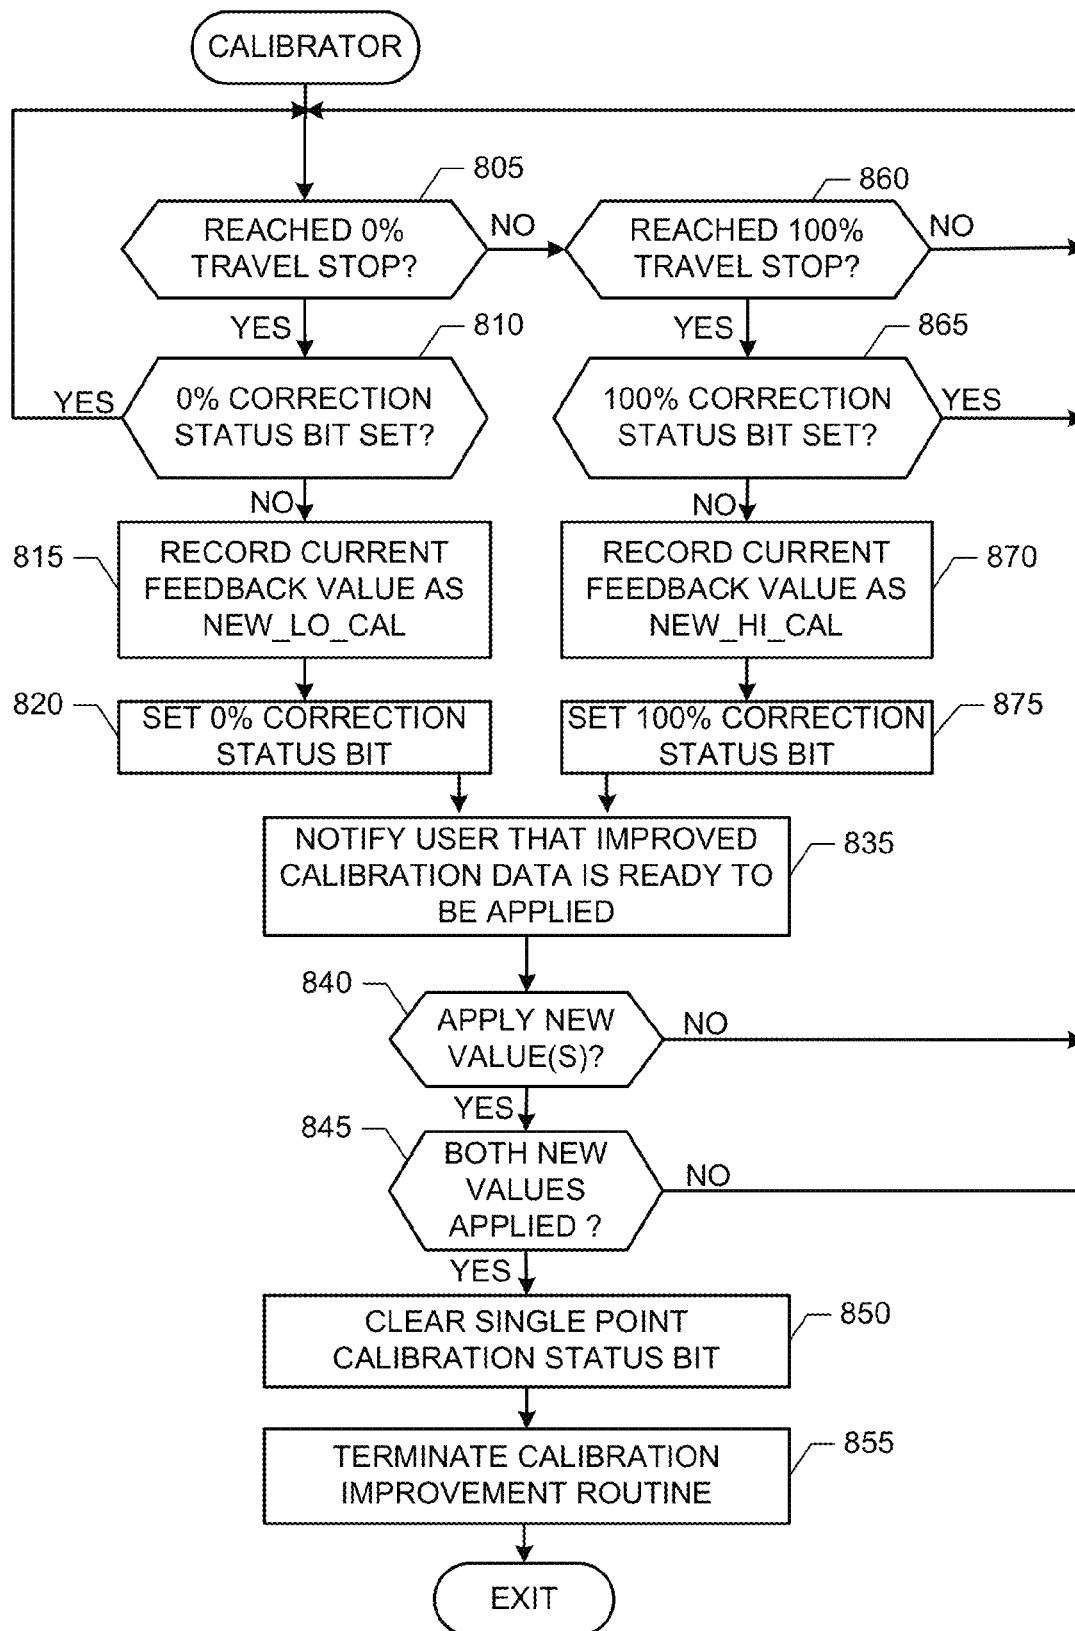 CALIBRATOR
805
REACHED 0%
TRAVEL STOP?
NO
860
REACHED 100%
TRAVEL STOP?
NO
YES
810
0% CORRECTION
STATUS BIT SET?
YES
YES
865
100% CORRECTION
STATUS BIT SET?
YES
NO
815
RECORD CURRENT
FEEDBACK VALUE AS
NEW_LO_CAL
NO
870
RECORD CURRENT
FEEDBACK VALUE AS
NEW_HI_CAL
820
SET 0% CORRECTION
STATUS BIT
875
SET 100% CORRECTION
STATUS BIT
NOTIFY USER THAT IMPROVED
CALIBRATION DATA IS READY TO
BE APPLIED
835
840
APPLY NEW
VALUE(S)?
NO
YES
845
BOTH NEW
VALUES
APPLIED ?
NO
YES
CLEAR SINGLE POINT
CALIBRATION STATUS BIT
850
TERMINATE CALIBRATION
IMPROVEMENT ROUTINE
855
EXIT